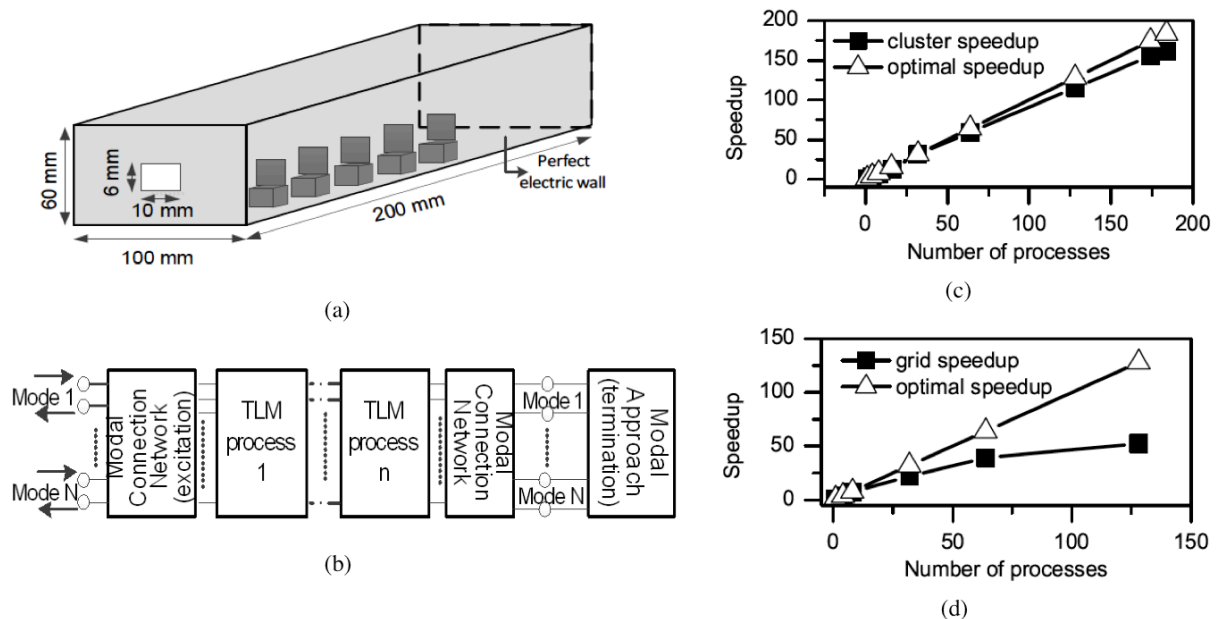 60 mm
6 mm
10 mm
100 mm
200 mm
Perfect
electric wall
(a)
Mode 1
Mode N
Modal
Connection
Network
(excitation)
TLM
process
1
TLM
process
n
Modal
Connection
Network
Mode 1
Mode N
Modal
Approach
(termination)
(b)
200
150
100
50
0
Speedup
cluster speedup
optimal speedup
0
50
100
150
200
Number of processes
(c)
150
100
50
0
Speedup
grid speedup
optimal speedup
0
50
100
150
Number of processes
(d)